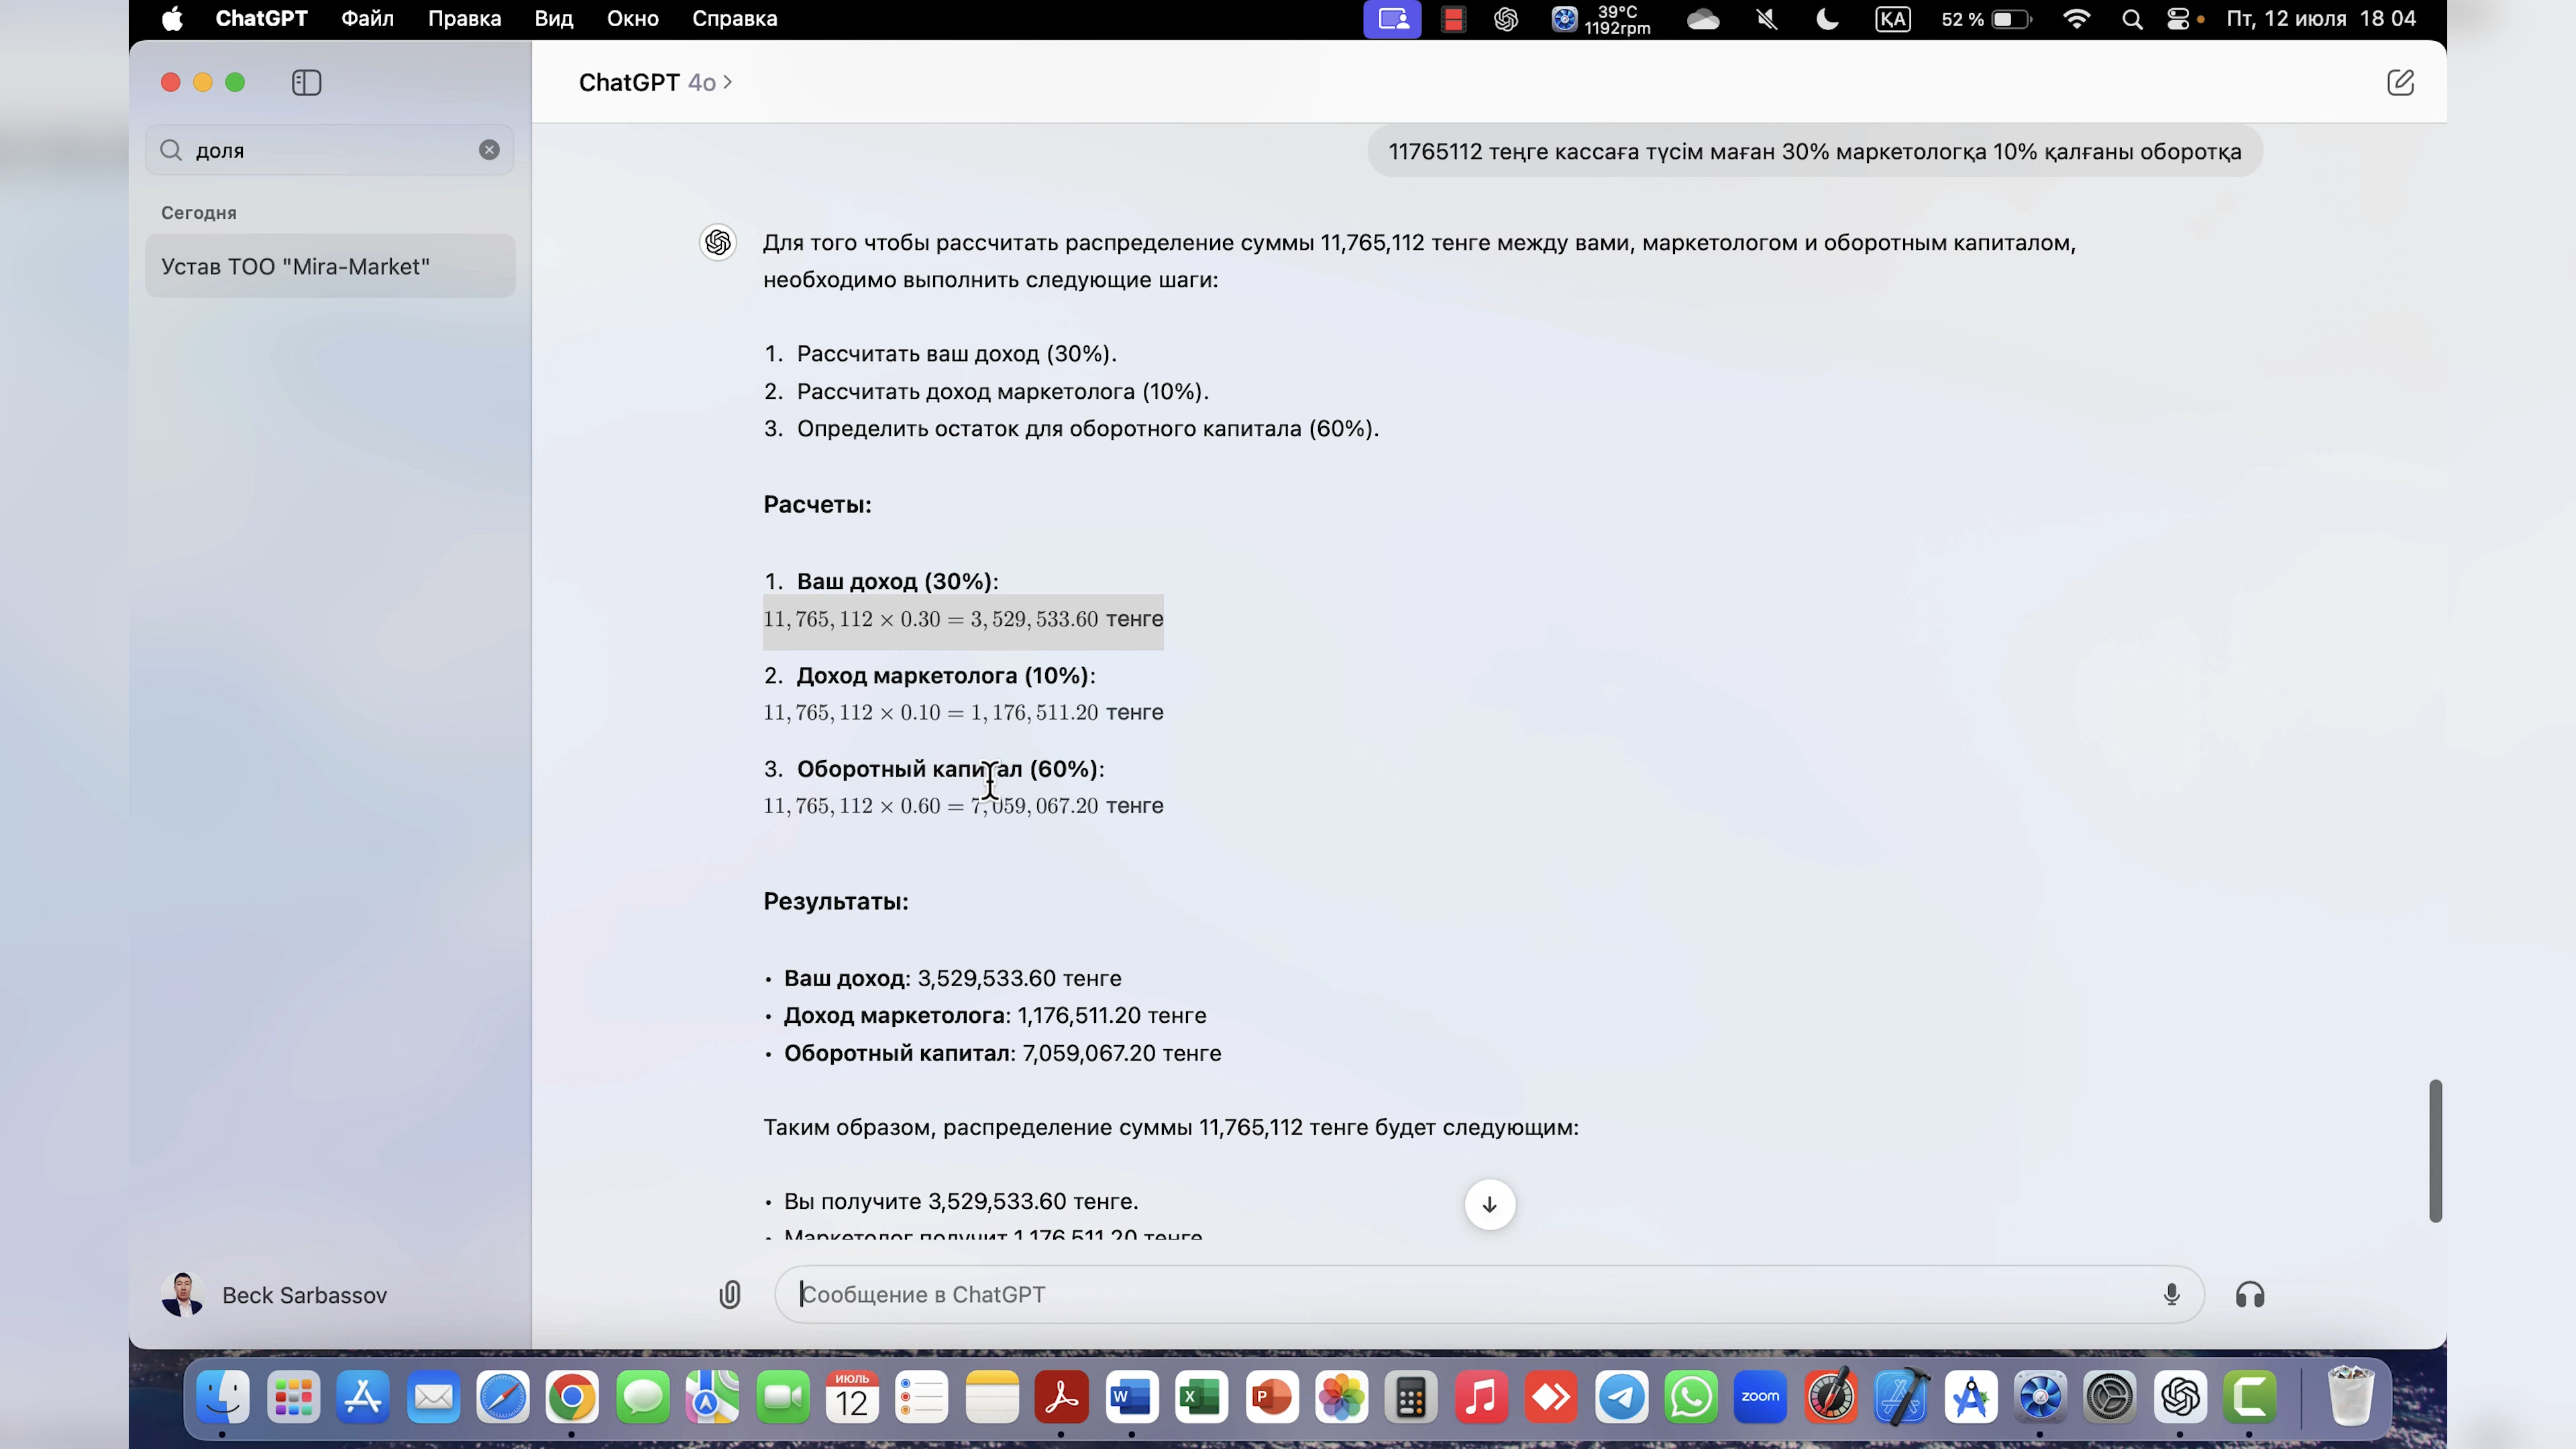 ChatGPT Файл Правка Вид Окно Справка
39°C
1192rpm
ҚА
52 %
Пт, 12 июля 18 04
ChatGPT 4o >
доля
Сегодня
Устав ТОО "Mira-Market"
11765112 теңге кассаға түсім маған 30% маркетологқа 10% қалғаны оборотқа
Для того чтобы рассчитать распределение суммы 11,765,112 тенге между вами, маркетологом и оборотным капиталом,
необходимо выполнить следующие шаги:
1. Рассчитать ваш доход (30%).
2. Рассчитать доход маркетолога (10%).
3. Определить остаток для оборотного капитала (60%).
Расчеты:
1. Ваш доход (30%):
11,765,112 × 0.30 = 3,529,533.60 тенге
2. Доход маркетолога (10%):
11,765,112 × 0.10 = 1,176,511.20 тенге
3. Оборотный капитал (60%):
11,765,112 × 0.60 = 7,059,067.20 тенге
Результаты:
• Ваш доход: 3,529,533.60 тенге
• Доход маркетолога: 1,176,511.20 тенге
• Оборотный капитал: 7,059,067.20 тенге
Таким образом, распределение суммы 11,765,112 тенге будет следующим:
• Вы получите 3,529,533.60 тенге.
• Маркетолог получит 1,176,511.20 тенге
Beck Sarbassov
Сообщение в ChatGPT
ИЮЛЬ
12
W
X
P
zoom